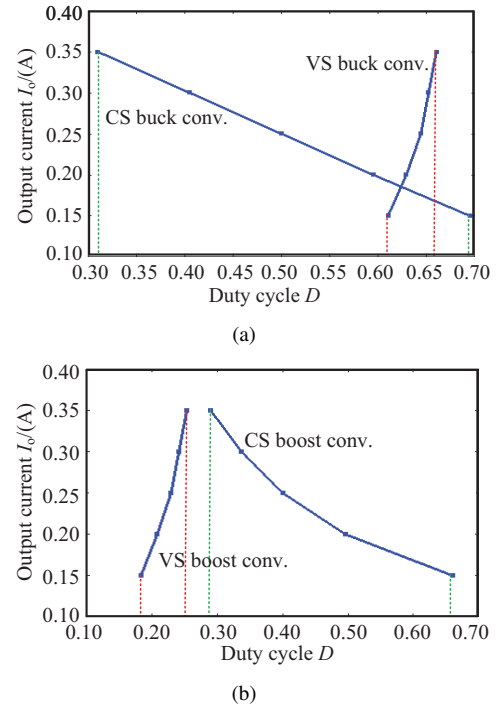 0.40
0.35
0.30
0.25
0.20
0.15
0.10
Output current Io/(A)
VS buck conv.
CS buck conv.
0.30 0.35 0.40 0.45 0.50 0.55 0.60 0.65 0.70
Duty cycle D
(a)
0.40
0.35
0.30
0.25
0.20
0.15
0.10
Output current Io/(A)
CS boost conv.
VS boost conv.
0.10 0.20 0.30 0.40 0.50 0.60 0.70
Duty cycle D
(b)